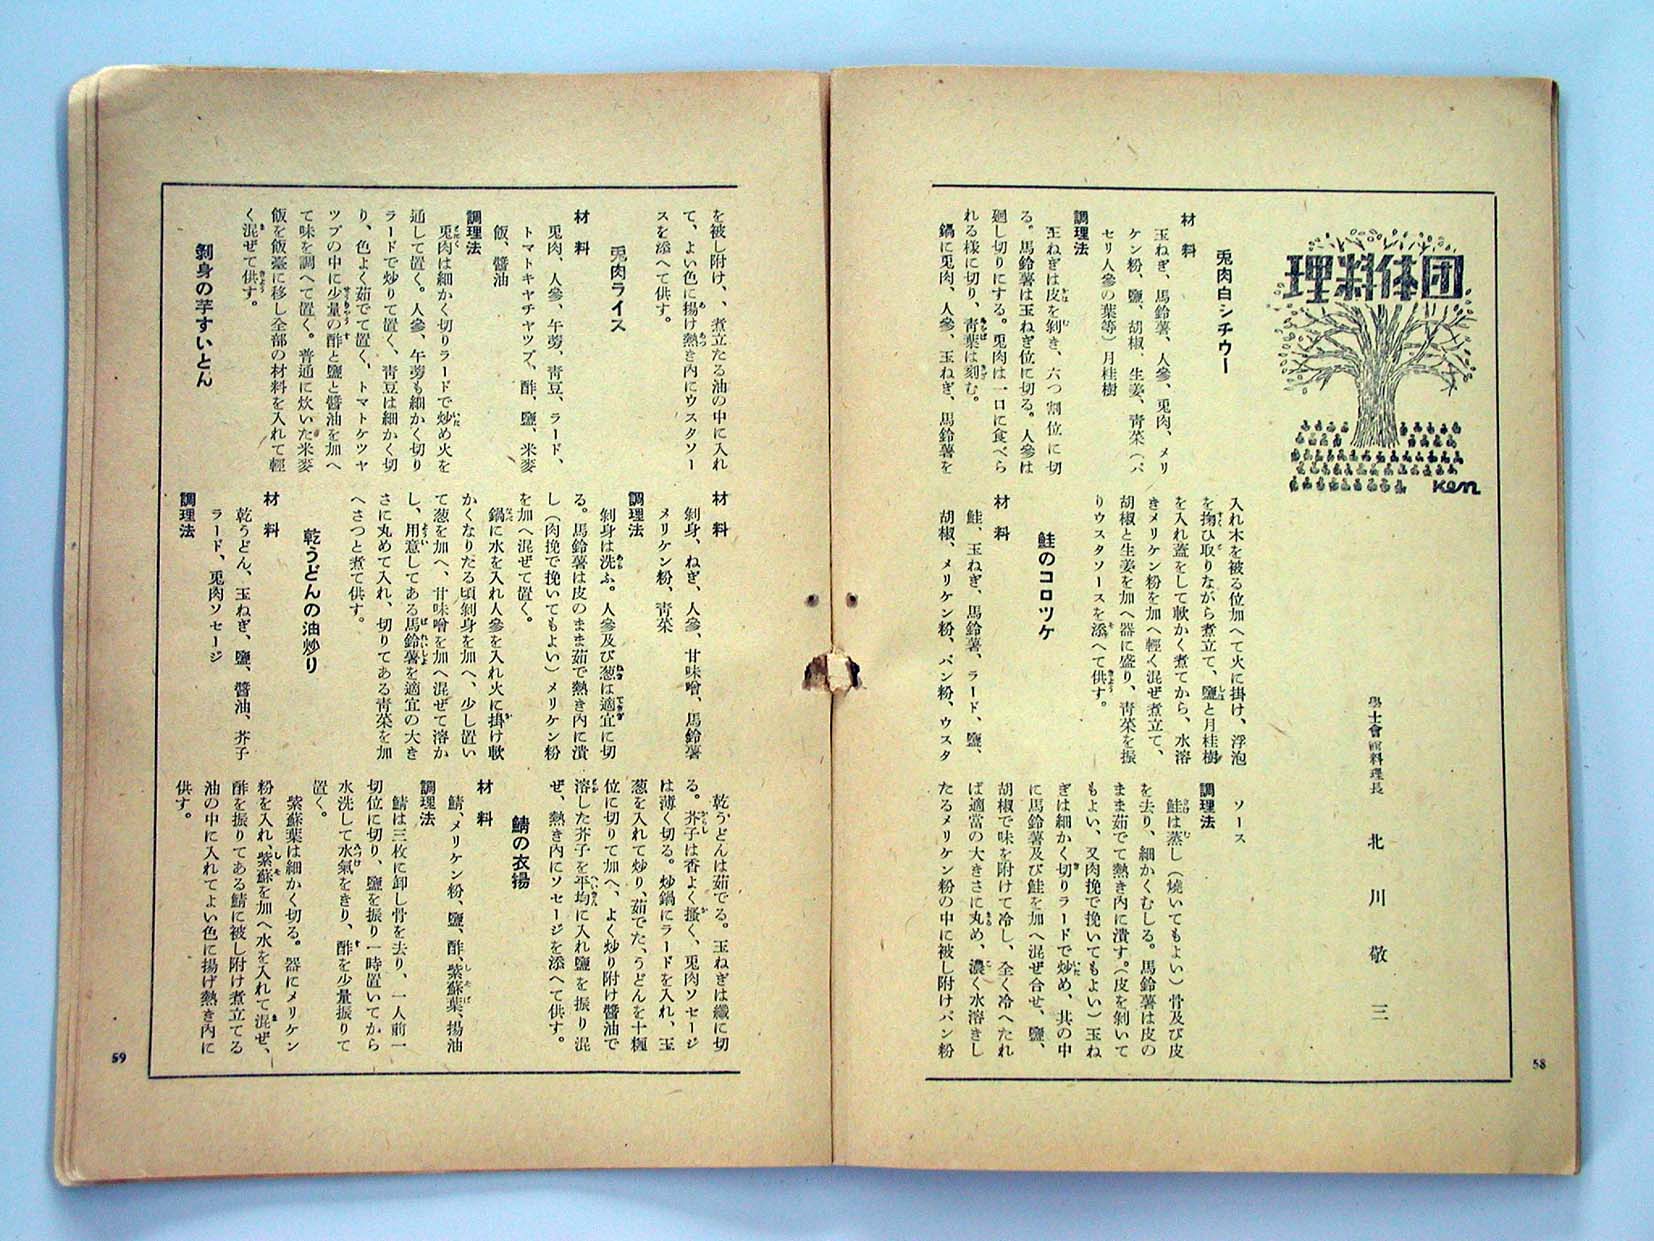 理料体団
Ken
學士會館料理長　北川敬三
兎肉白シチウー
材料
玉ねぎ、馬鈴薯、人參、兎肉、メリ
ケン粉、鹽、胡椒、生姜、靑菜（パ
セリ人參の葉等）月桂樹
調理法
玉ねぎは皮を剝き、六つ割位に切
る。馬鈴薯は玉ねぎ位に切る。人參は
廻し切りにする。兎肉は一口に食べら
れる樣に切り、靑葉は刻む。
鍋に兎肉、人參、玉ねぎ、馬鈴薯を
入れ木を被る位加へて火に掛け、浮泡
を掬ひ取りながら煮立て、鹽と月桂樹
を入れ蓋をして軟かく煮てから、水溶
きメリケン粉を加へ輕く混ぜ煮立て、
胡椒と生姜を加へ器に盛り、靑菜を振
りウスタソースを添へて供す。
鮭のコロツケ
材料
鮭、玉ねぎ、馬鈴薯、ラード、鹽、
胡椒、メリケン粉、パン粉、ウスタ
ソース
調理法
鮭は蒸し（燒いてもよい）骨及び皮
を去り、細かくむしる。馬鈴薯は皮の
まま茹でて熱き內に潰す。（皮を剝いて
もよい、又肉挽で挽いてもよい）玉ね
ぎは細かく切りラードで炒め、其の中
に馬鈴薯及び鮭を加へ混ぜ合せ、鹽、
胡椒で味を附けて冷し、全く冷へたれ
ば適當の大きさに丸め、濃く水溶きし
たるメリケン粉の中に被し附けパン粉
58
を被し附け、、煮立たる油の中に入れ
て、よい色に揚げ熱き內にウスタソー
スを添へて供す。
兎肉ライス
材料
兎肉、人參、午蒡、靑豆、ラード、
トマトキヤチヤツプ、酢、鹽、米麥
飯、醬油
調理法
兎肉は細かく切りラードで炒め火を
通して置く。人參、午蒡も細かく切り
ラードで炒りて置く、靑豆は細かく切
り、色よく茹でて置く、トマトケツヤ
ツプの中に少量の酢と鹽と醬油を加へ
て味を調へて置く。普通に炊いた米麥
飯を飯臺に移し全部の材料を入れて輕
く混ぜて供す。
剝身の芋すいとん
材料
剝身、ねぎ、人參、甘味噌、馬鈴薯
メリケン粉、靑菜
調理法
剝身は洗ふ。人參及び葱は適宜に切
る。馬鈴薯は皮のまま茹で熱き內に潰
し（肉挽で挽いてもよい）メリケン粉
を加へ混ぜて置く。
鍋に水を入れ人參を入れ火に掛け軟
かくなりたる頃剝身を加へ、少し置い
て葱を加へ、甘味噌を加へ混ぜて溶か
し、用意してある馬鈴薯を適宜の大き
さに丸めて入れ、切りてある靑菜を加
へさつと煮て供す。
乾うどんの油炒り
材料
乾うどん、玉ねぎ、鹽、醬油、芥子
ラード、兎肉ソセージ
調理法
乾うどんは茹でる。玉ねぎは纖に切
る。芥子は香よく搔く、兎肉ソセージ
は薄く切る。炒鍋にラードを入れ、玉
葱を入れて炒り、茹でた、うどんを十糎
位に切りて加へ、よく炒り附け醬油で
溶した芥子を平均に入れ鹽を振り混
ぜ、熱き內にソセージを添へて供す。
鯖の衣揚
材料
鯖、メリケン粉、鹽、酢、紫蘇葉、揚油
調理法
鯖は三枚に卸し骨を去り、一人前一
切位に切り、鹽を振り一時置いてから
水洗して水氣をきり、酢を少量振りて
置く。
紫蘇葉は細かく切る。器にメリケン
粉を入れ、紫蘇を加へ水を入れて混ぜ、
酢を振りてある鯖に被し附け煮立てる
油の中に入れてよい色に揚げ熱き內に
供す。
59